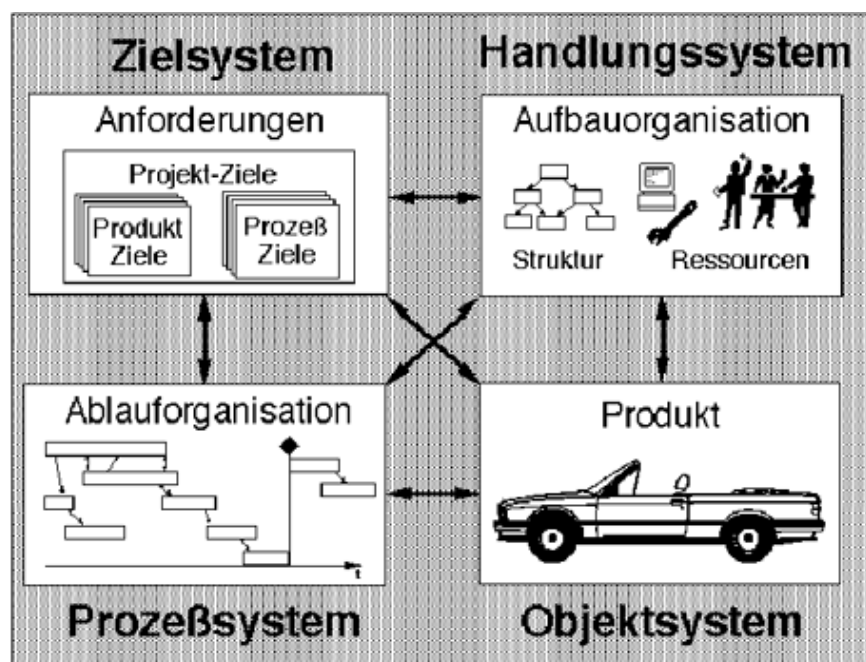 Zielsystem
Handlungssystem
Anforderungen
Projekt-Ziele
Produkt
Ziele
Prozeß
Ziele
Aufbauorganisation
Struktur
Ressourcen
Ablauforganisation
t
Produkt
Prozeßsystem
Objektsystem